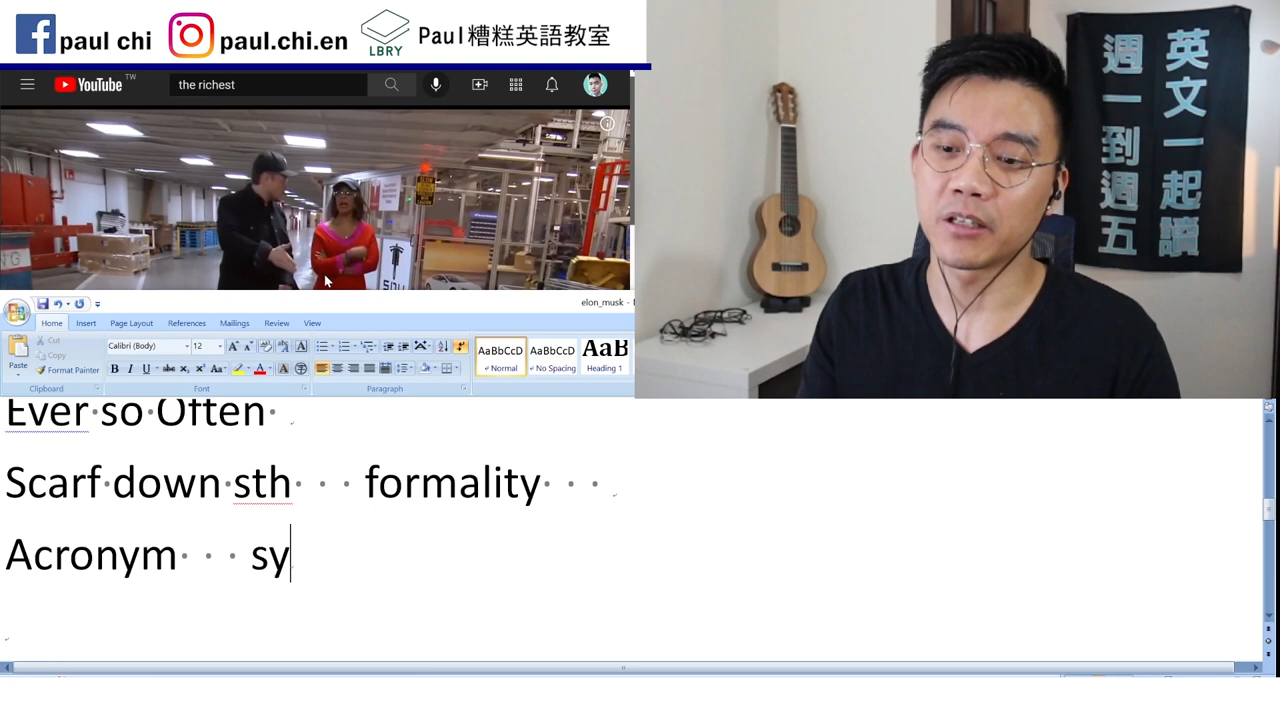 paul chi
paul.chi.en
LBRY
Paul糟糕英語教室
YouTube TW
the richest
英文一起讀
週一到週五
elon_musk -
Home Insert Page Layout References Mailings Review View
Paste
Cut
Copy
Format Painter
Calibri (Body) 12
AaBbCcD AaBbCcD AaBb
Normal No Spacing Heading 1
Clipboard Font Paragraph
Ever so Often
Scarf down sth formality
Acronym sy